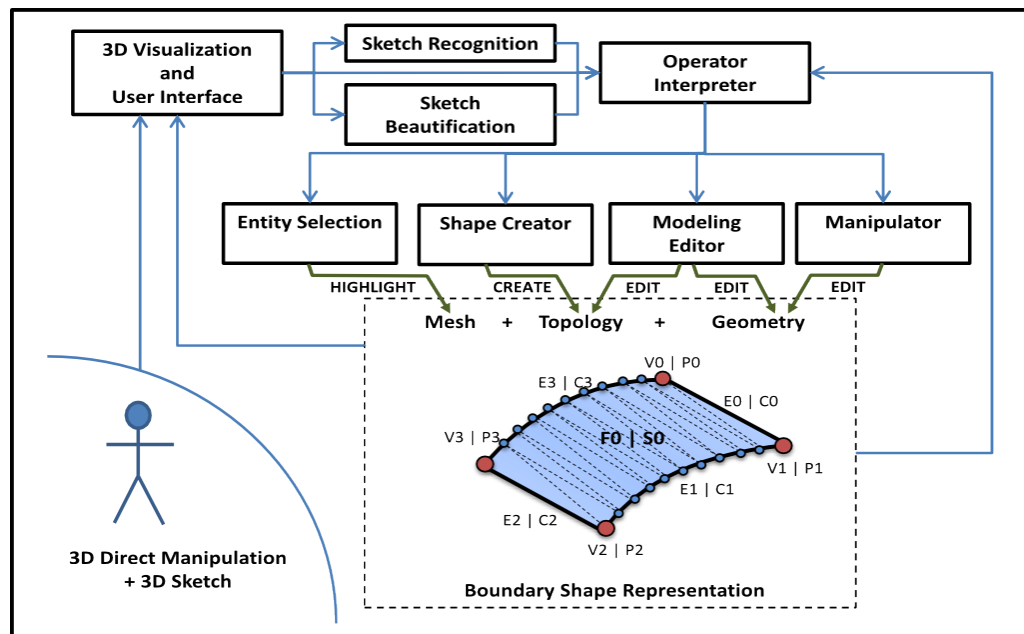 3D Visualization
and
User Interface
Sketch Recognition
Sketch
Beautification
Operator
Interpreter
Entity Selection
Shape Creator
Modeling
Editor
Manipulator
HIGHLIGHT
CREATE
EDIT
EDIT
EDIT
Mesh + Topology + Geometry
V0 | P0
E3 | C3
E0 | C0
V3 | P3
F0 | S0
V1 | P1
E1 | C1
E2 | C2
V2 | P2
3D Direct Manipulation
+ 3D Sketch
Boundary Shape Representation